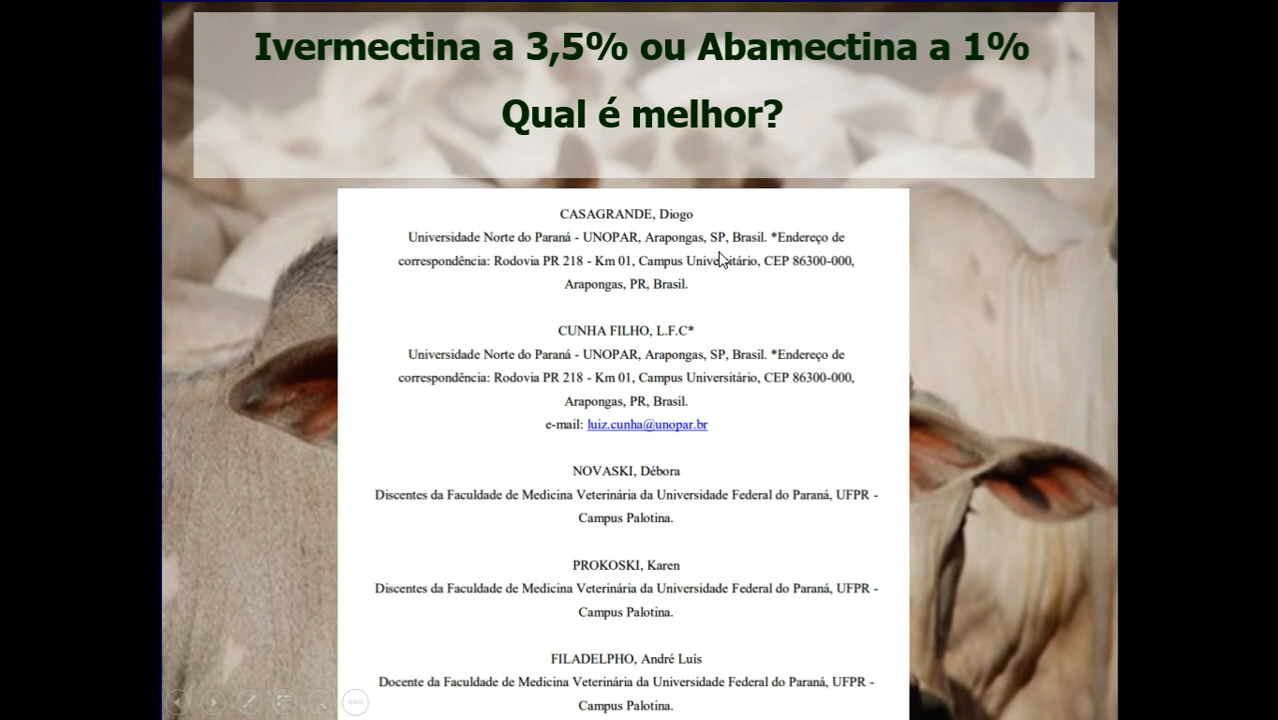 Ivermectina a 3,5% ou Abamectina a 1%
Qual é melhor?
CASAGRANDE, Diogo
Universidade Norte do Paraná - UNOPAR, Arapongas, SP, Brasil. *Endereço de
correspondência: Rodovia PR 218 - Km 01, Campus Universitário, CEP 86300-000,
Arapongas, PR, Brasil.
CUNHA FILHO, L.F.C*
Universidade Norte do Paraná - UNOPAR, Arapongas, SP, Brasil. *Endereço de
correspondência: Rodovia PR 218 - Km 01, Campus Universitário, CEP 86300-000,
Arapongas, PR, Brasil.
e-mail: luiz.cunha@unopar.br
NOVASKI, Débora
Discentes da Faculdade de Medicina Veterinária da Universidade Federal do Paraná, UFPR -
Campus Palotina.
PROKOSKI, Karen
Discentes da Faculdade de Medicina Veterinária da Universidade Federal do Paraná, UFPR -
Campus Palotina.
FILADELPHO, André Luís
Docente da Faculdade de Medicina Veterinária da Universidade Federal do Paraná, UFPR -
Campus Palotina.